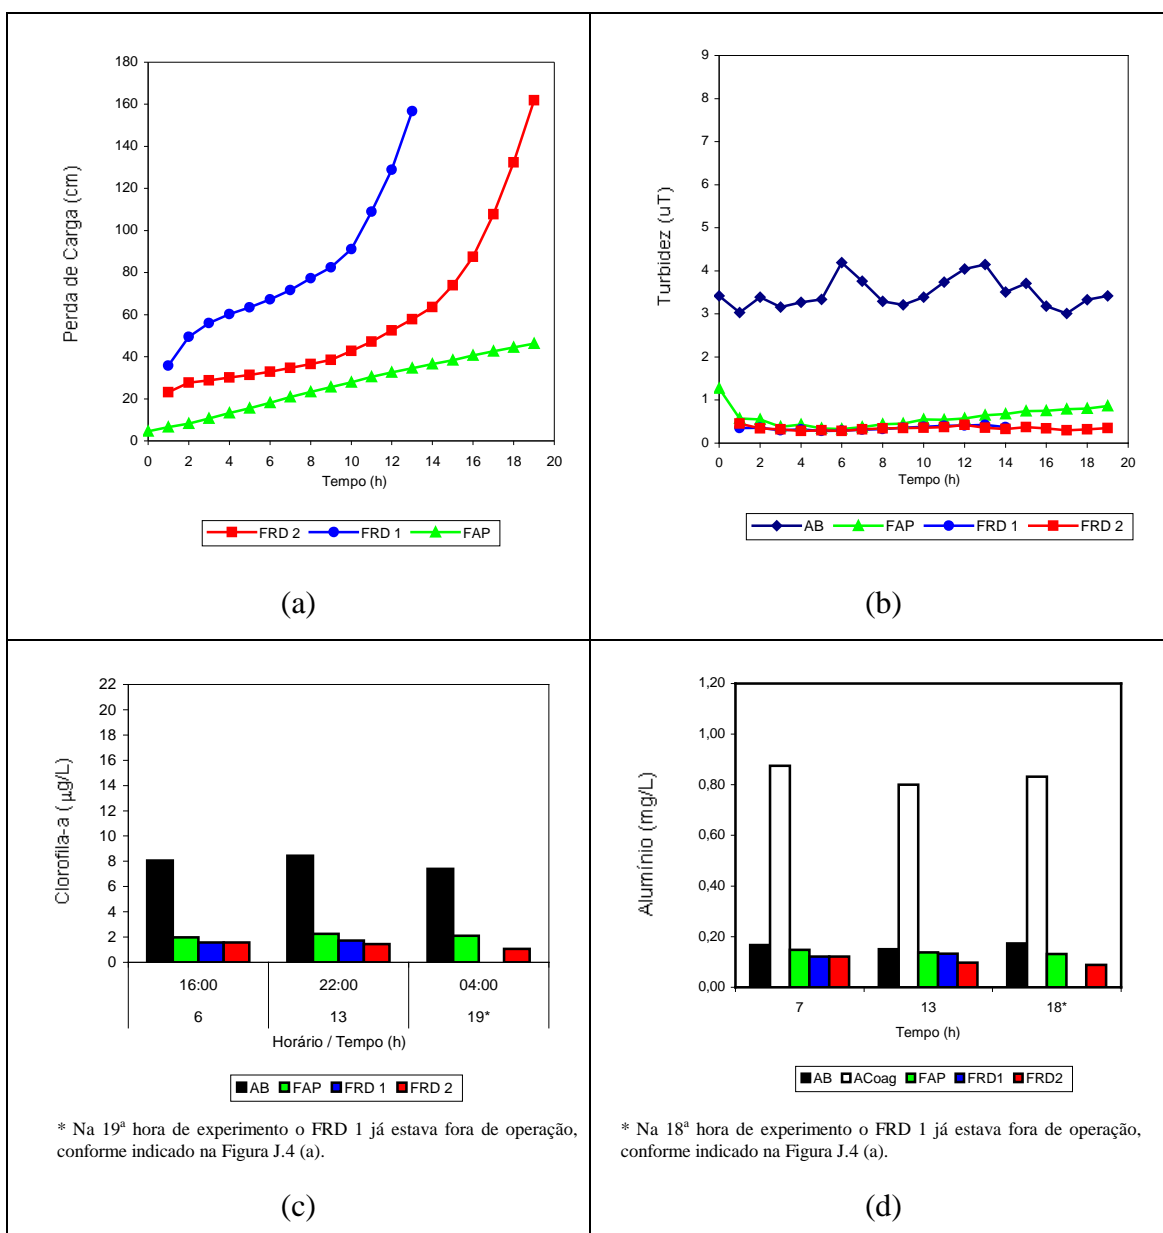 180
160
140
120
100
80
60
40
20
0
Perda de Carga (cm)
0 2 4 6 8 10 12 14 16 18 20
Tempo (h)
FRD 2 FRD 1 FAP
(a)
9
8
7
6
5
4
3
2
1
0
Turbidez (uT)
0 2 4 6 8 10 12 14 16 18 20
Tempo (h)
AB FAP FRD 1 FRD 2
(b)
22
20
18
16
14
12
10
8
6
4
2
0
Clorofila-a ( µg/L)
16:00 22:00 04:00
6 13 19*
Horário / Tempo (h)
AB FAP FRD 1 FRD 2
* Na 19ª hora de experimento o FRD 1 já estava fora de operação,
conforme indicado na Figura J.4 (a).
(c)
1,20
1,00
0,80
0,60
0,40
0,20
0,00
Alumínio (mg/L)
7 13 18*
Tempo (h)
AB ACoag FAP FRD1 FRD2
* Na 18ª hora de experimento o FRD 1 já estava fora de operação,
conforme indicado na Figura J.4 (a).
(d)